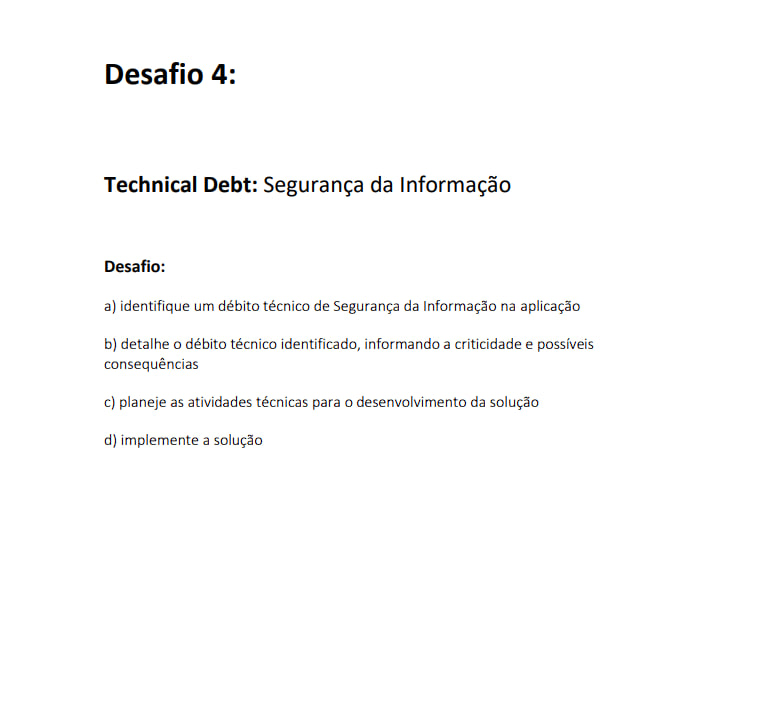 Desafio 4:
Technical Debt: Segurança da Informação
Desafio:
a) identifique um débito técnico de Segurança da Informação na aplicação
b) detalhe o débito técnico identificado, informando a criticidade e possíveis
consequências
c) planeje as atividades técnicas para o desenvolvimento da solução
d) implemente a solução